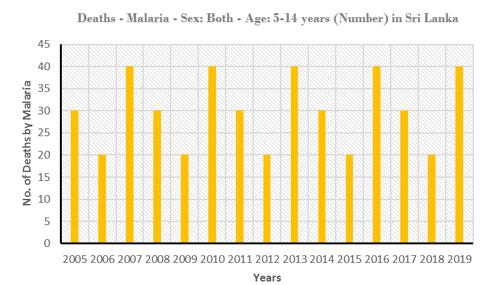 Deaths - Malaria - Sex: Both - Age: 5-14 years (Number) in Sri Lanka
No. of Deaths by Malaria
45
40
35
30
25
20
15
10
5
0
2005 2006 2007 2008 2009 2010 2011 2012 2013 2014 2015 2016 2017 2018 2019
Years